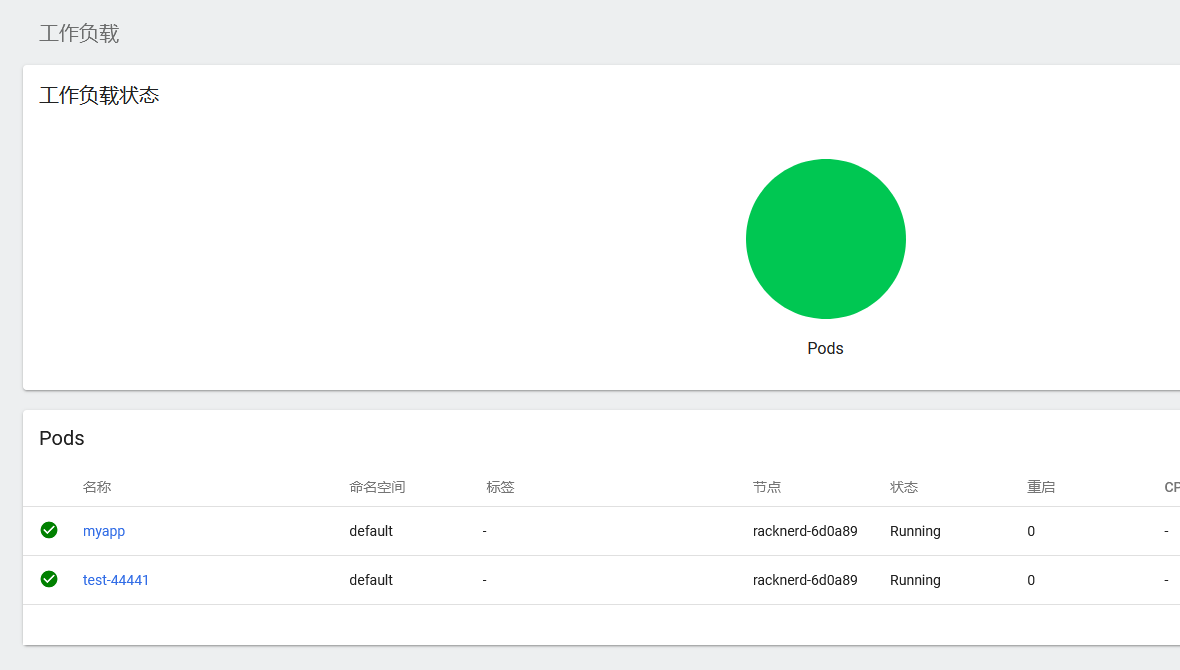 工作负载
工作负载状态
Pods
Pods
名称 命名空间 标签 节点 状态 重启
myapp default - racknerd-6d0a89 Running 0 -
test-44441 default - racknerd-6d0a89 Running 0 -